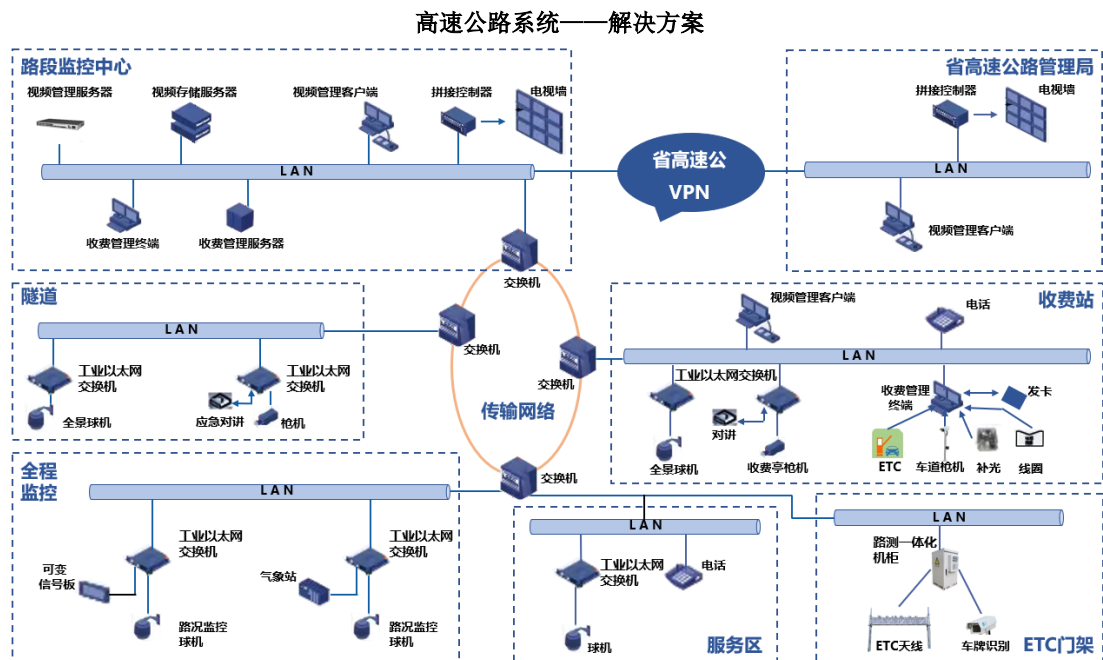 高速公路系统——解决方案
路段监控中心
视频管理服务器
视频存储服务器
视频管理客户端
拼接控制器
电视墙
LAN
收费管理终端
收费管理服务器
省高速公
VPN
省高速公路管理局
拼接控制器
电视墙
LAN
视频管理客户端
交换机
交换机
交换机
交换机
传输网络
隧道
LAN
工业以太网
交换机
工业以太网
交换机
全景球机
应急对讲
枪机
收费站
视频管理客户端
电话
LAN
工业以太网交换机
对讲
全景球机
收费亭枪机
收费管理
终端
发卡
ETC
车道枪机
补光
线圈
全程
监控
LAN
工业以太网
交换机
工业以太网
交换机
可变
信号板
气象站
路况监控
球机
路况监控
球机
LAN
工业以太网
交换机
电话
球机
服务区
LAN
路测一体化
机柜
ETC天线
车牌识别
ETC门架